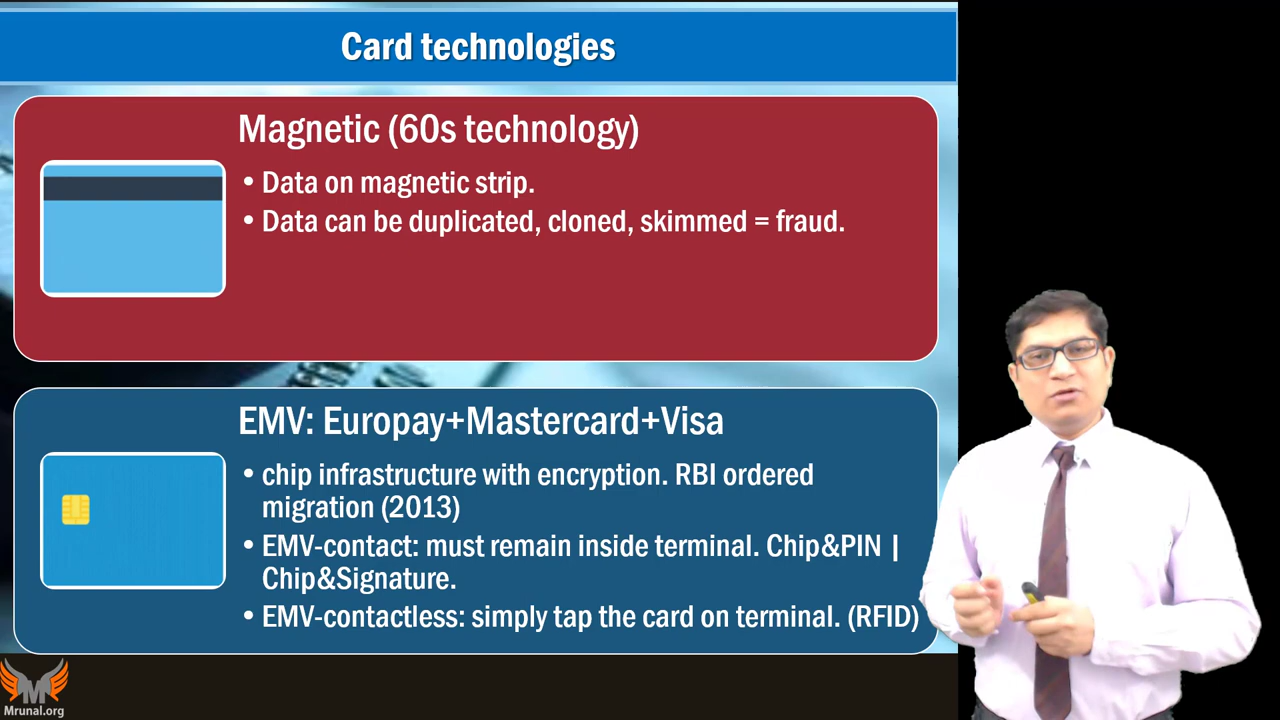 Card technologies
Magnetic (60s technology)
• Data on magnetic strip.
• Data can be duplicated, cloned, skimmed = fraud.
EMV: Europay+Mastercard+Visa
• chip infrastructure with encryption. RBI ordered
migration (2013)
• EMV-contact: must remain inside terminal. Chip&PIN |
Chip&Signature.
• EMV-contactless: simply tap the card on terminal. (RFID)
M
Mrunal.org